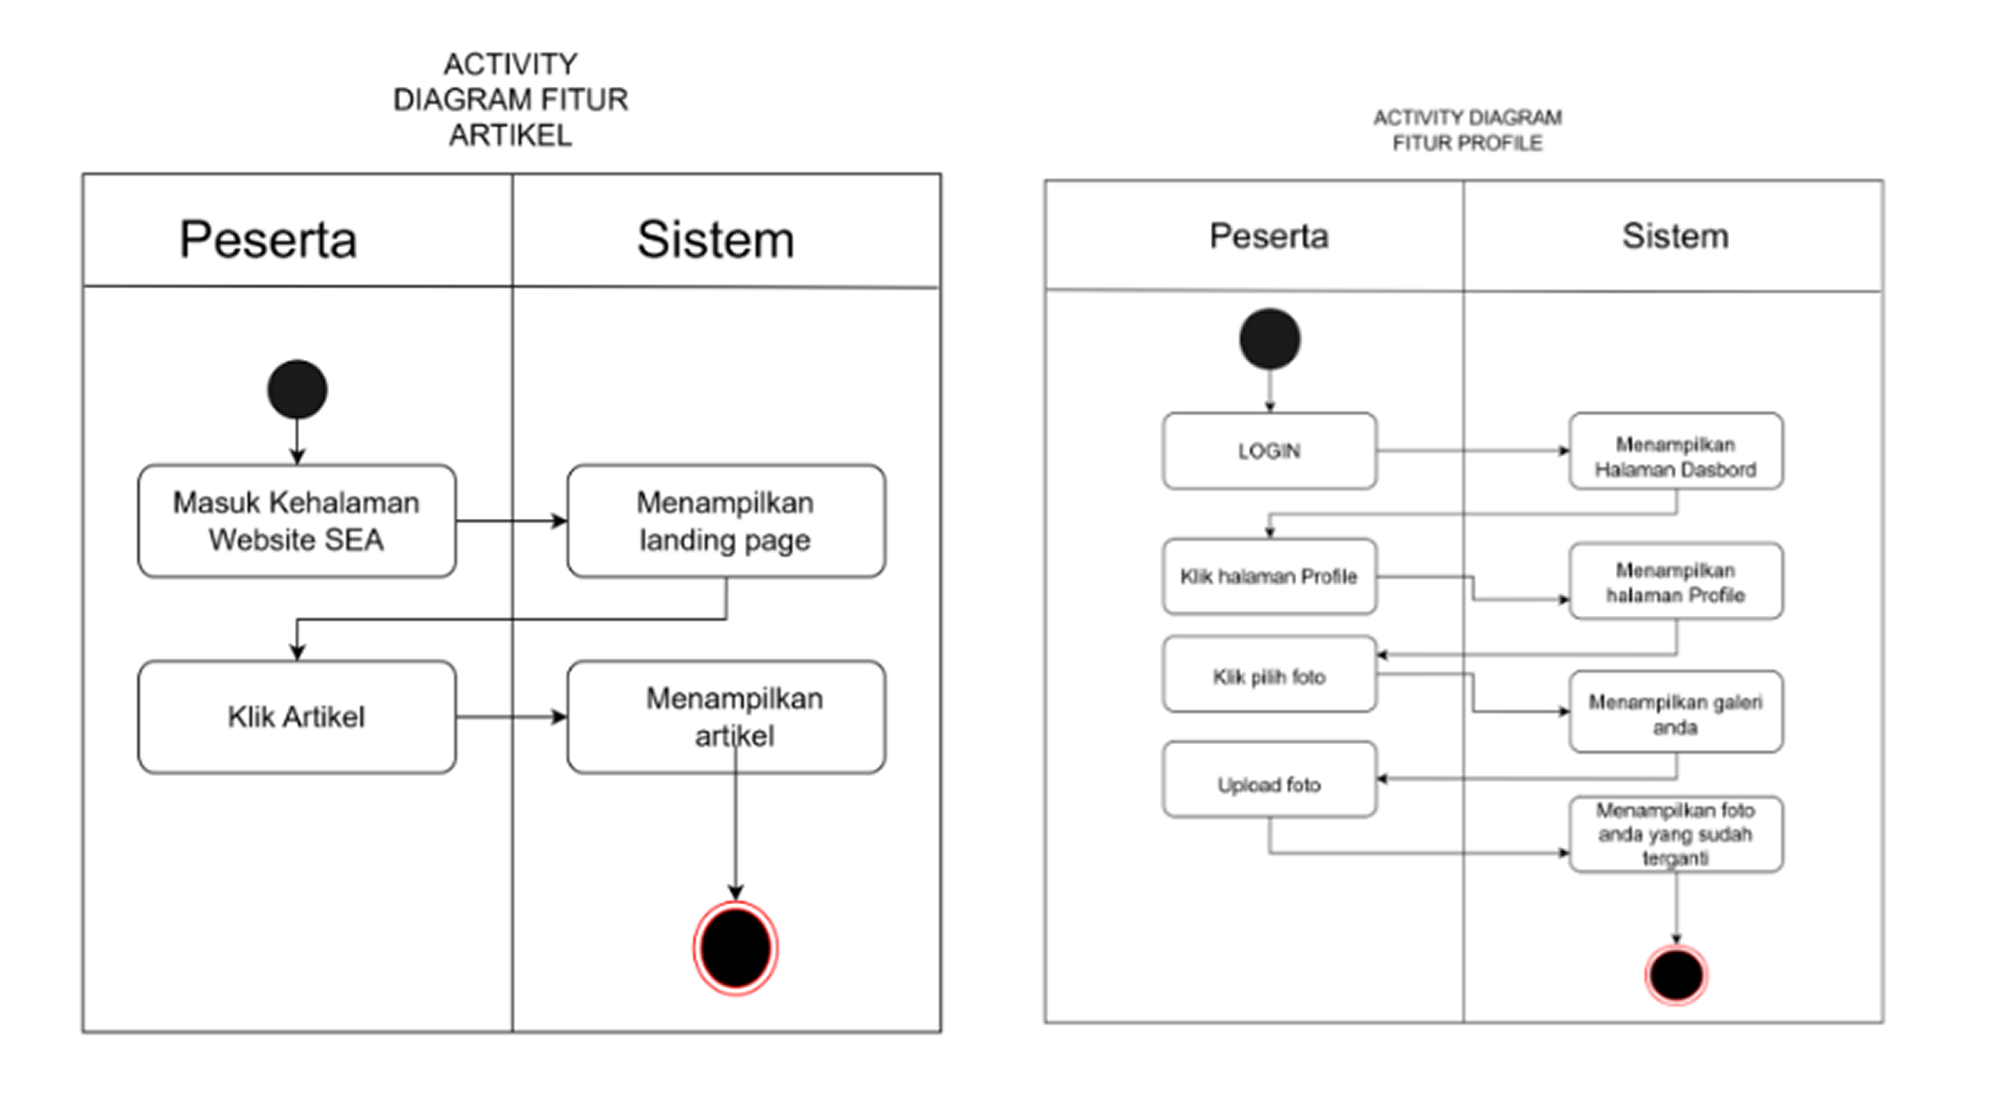 ACTIVITY
DIAGRAM FITUR
ARTIKEL
Peserta
Sistem
Masuk Kehalaman
Website SEA
Menampilkan
landing page
Klik Artikel
Menampilkan
artikel
ACTIVITY DIAGRAM
FITUR PROFILE
Peserta
Sistem
LOGIN
Menampilkan
Halaman Dasbord
Klik halaman Profile
Menampilkan
halaman Profile
Klik pilih foto
Menampilkan galeri
anda
Upload foto
Menampilkan foto
anda yang sudah
terganti